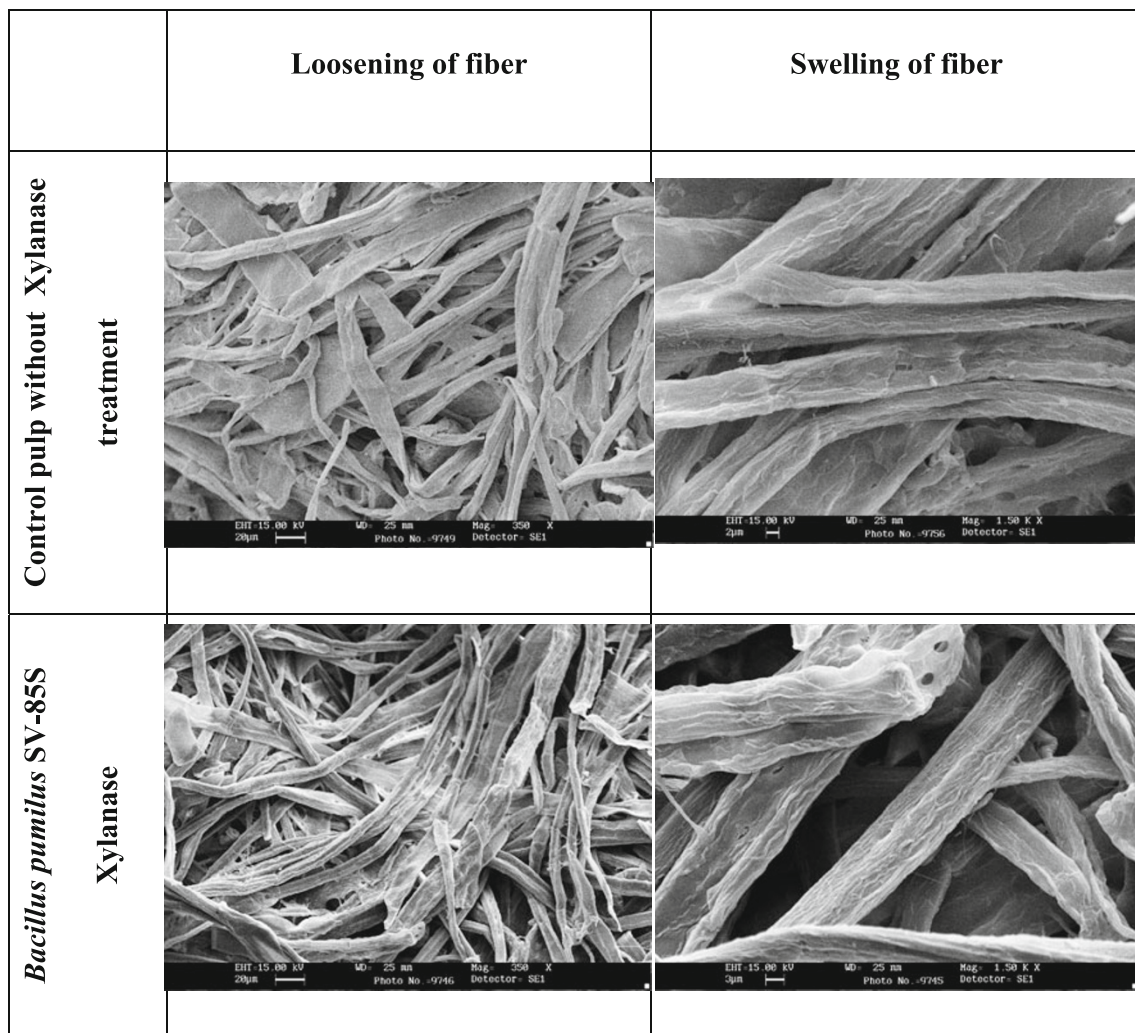 Loosening of fiber
Swelling of fiber
Control pulp without Xylanase
treatment
EHT=15.00 kV WD= 25 mm Mag= 350 X
20µm Photo No.=9749 Detector= SE1
EHT=15.00 kV WD= 25 mm Mag= 1.50 K X
2µm Photo No.=9756 Detector= SE1
Bacillus pumilus SV-85S
Xylanase
EHT=15.00 kV WD= 25 mm Mag= 350 X
20µm Photo No.=9746 Detector= SE1
EHT=15.00 kV WD= 25 mm Mag= 1.50 K X
3µm Photo No.=9745 Detector= SE1